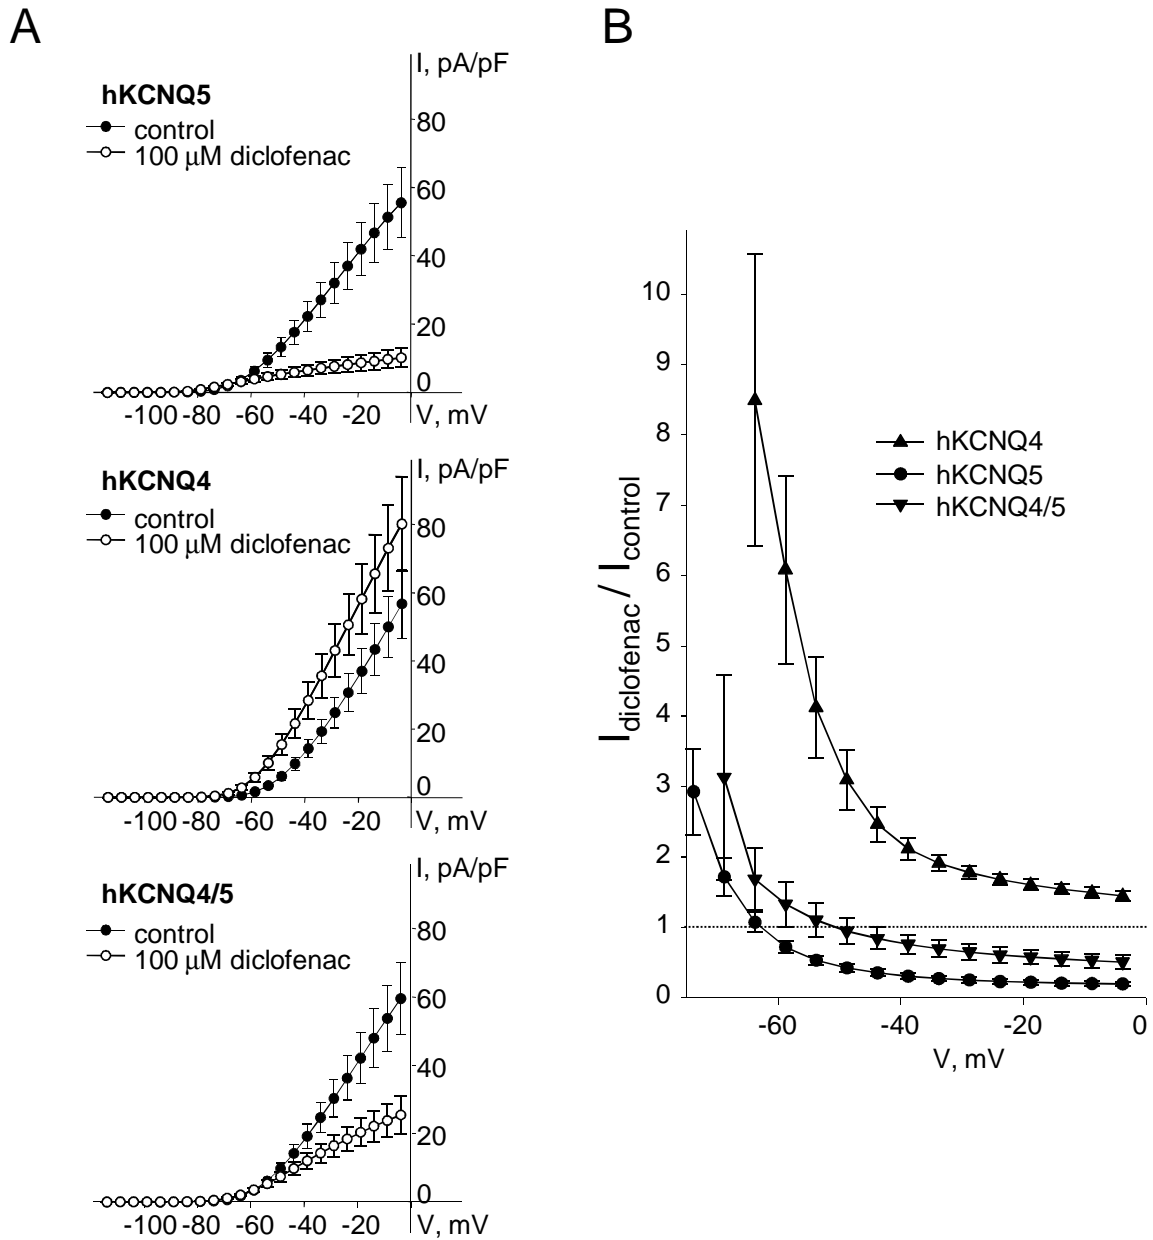 A
I, pA/pF
hKCNQ5
control
100 μM diclofenac
80
60
40
20
0
-100 -80 -60 -40 -20 V, mV
I, pA/pF
hKCNQ4
control
100 μM diclofenac
80
60
40
20
0
-100 -80 -60 -40 -20 V, mV
I, pA/pF
hKCNQ4/5
control
100 μM diclofenac
80
60
40
20
0
-100 -80 -60 -40 -20 V, mV
B
Idiclofenac / Icontrol
10
9
8
7
6
5
4
3
2
1
0
hKCNQ4
hKCNQ5
hKCNQ4/5
-60 -40 -20 0
V, mV